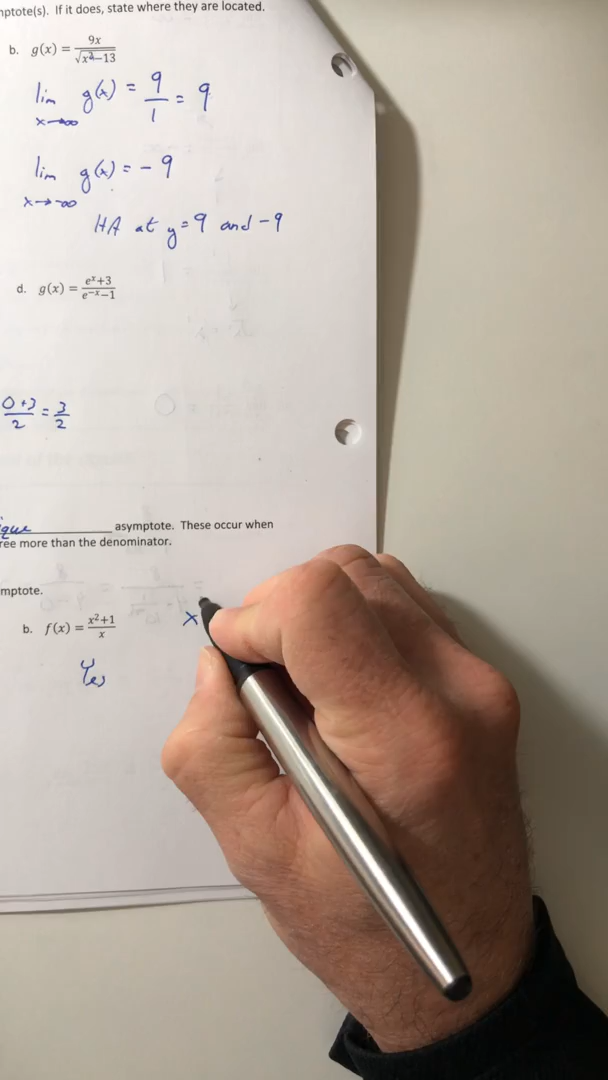 mptote(s). If it does, state where they are located.
b. g(x) = 9x / √x²−13
lim x→∞ g(x) = 9/1 = 9
lim x→-∞ g(x) = -9
HA at y=9 and -9
d. g(x) = eˣ+3 / e⁻ˣ−1
0+3/2 = 3/2
ique asymptote. These occur when
ree more than the denominator.
mptote.
b. f(x) = x²+1 / x
x
Yes